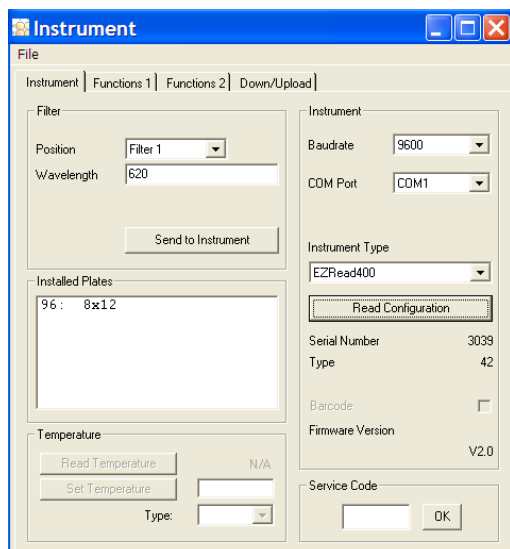 Instrument
File
Instrument Functions 1 Functions 2 Down/Upload
Filter
Position Filter 1
Wavelength 620
Send to Instrument
Installed Plates
96: 8x12
Temperature
Read Temperature N/A
Set Temperature
Type:
Instrument
Baudrate 9600
COM Port COM1
Instrument Type
EZRead400
Read Configuration
Serial Number 3039
Type 42
Barcode
Firmware Version
V2.0
Service Code
OK